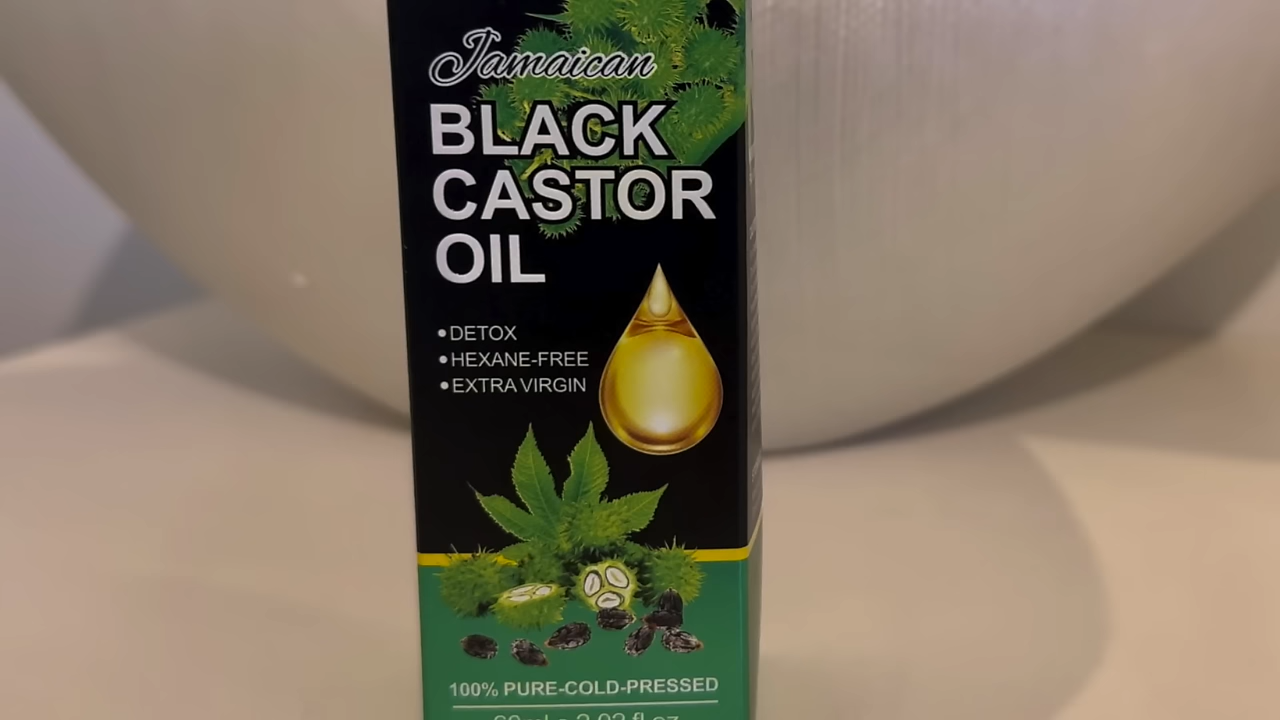 Jamaican
BLACK
CASTOR
OIL
•DETOX
•HEXANE-FREE
•EXTRA VIRGIN
100% PURE-COLD-PRESSED